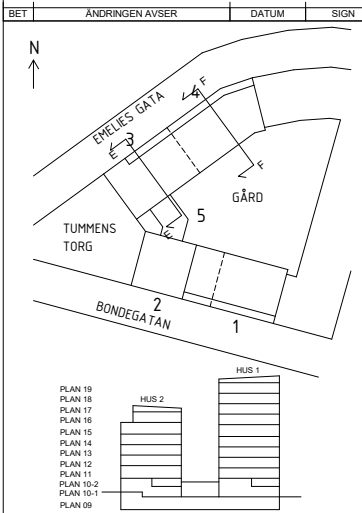 BET ÄNDRINGEN AVSER DATUM SIGN
N
EMELIES GATA
F
4
3
E
F
GÅRD
5
TUMMENS
TORG
E
2
BONDEGATAN
1
HUS 1
PLAN 19
PLAN 18 HUS 2
PLAN 17
PLAN 16
PLAN 15
PLAN 14
PLAN 13
PLAN 12
PLAN 11
PLAN 10-2
PLAN 10-1
PLAN 09